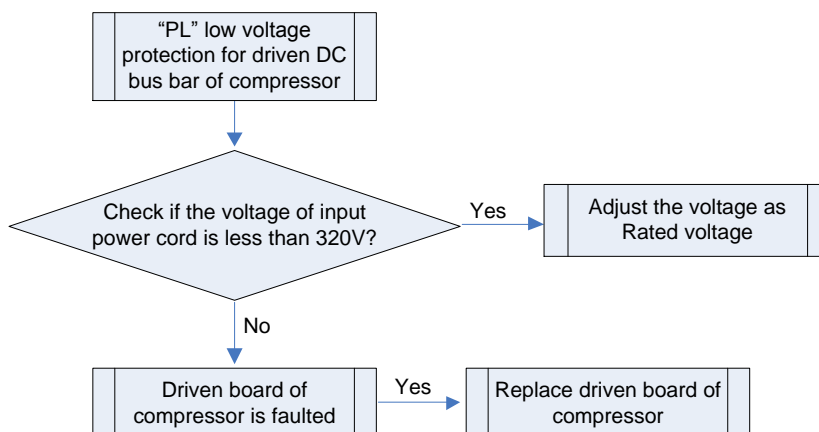 “PL” low voltage
protection for driven DC
bus bar of compressor
Check if the voltage of input
power cord is less than 320V?
Yes
Adjust the voltage as
Rated voltage
No
Driven board of
compressor is faulted
Yes
Replace driven board of
compressor